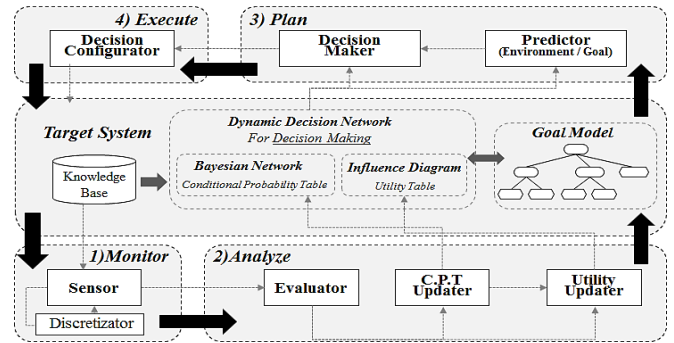 4) Execute
3) Plan
Decision
Configurator
Decision
Maker
Predictor
(Environment / Goal)
Target System
Dynamic Decision Network
For Decision Making
Goal Model
Knowledge
Base
Bayesian Network
Conditional Probability Table
Influence Diagram
Utility Table
1)Monitor
2)Analyze
Sensor
Discretizator
Evaluator
C.P.T
Updater
Utility
Updater